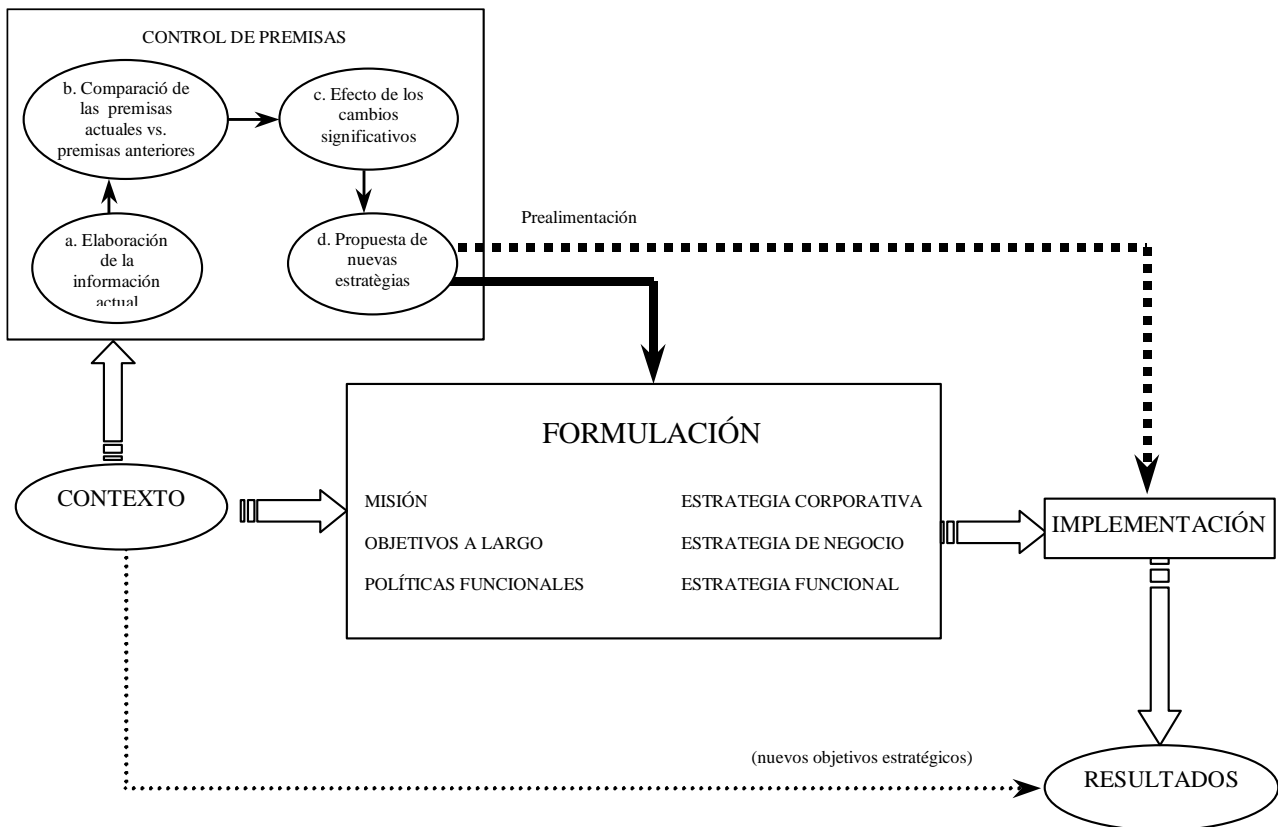 CONTROL DE PREMISAS
b. Comparació de
las premisas
actuales vs.
premisas anteriores
c. Efecto de los
cambios
significativos
a. Elaboración
de la
información
actual
d. Propuesta de
nuevas
estratègias
Prealimentación
FORMULACIÓN
MISIÓN
ESTRATEGIA CORPORATIVA
OBJETIVOS A LARGO
ESTRATEGIA DE NEGOCIO
POLÍTICAS FUNCIONALES
ESTRATEGIA FUNCIONAL
CONTEXTO
IMPLEMENTACIÓN
(nuevos objetivos estratégicos)
RESULTADOS